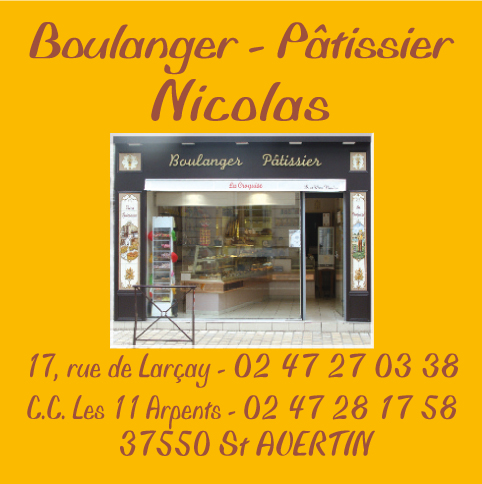 Boulanger - Pâtissier
Nicolas
Boulanger Pâtissier
La Croquise
17, rue de Larçay - 02 47 27 03 38
C.C. Les 11 Arpents - 02 47 28 17 58
37550 St AVERTIN